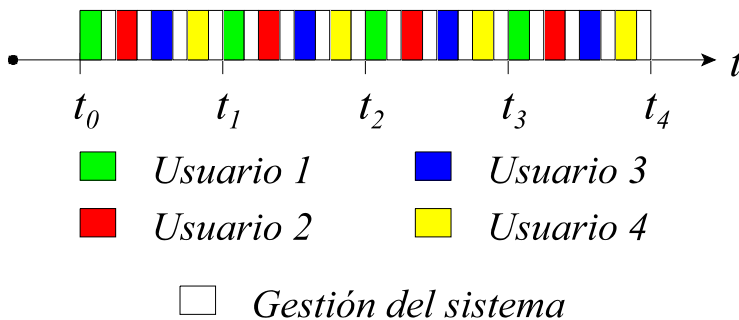 t
t0 t1 t2 t3 t4
Usuario 1 Usuario 3
Usuario 2 Usuario 4
Gestión del sistema